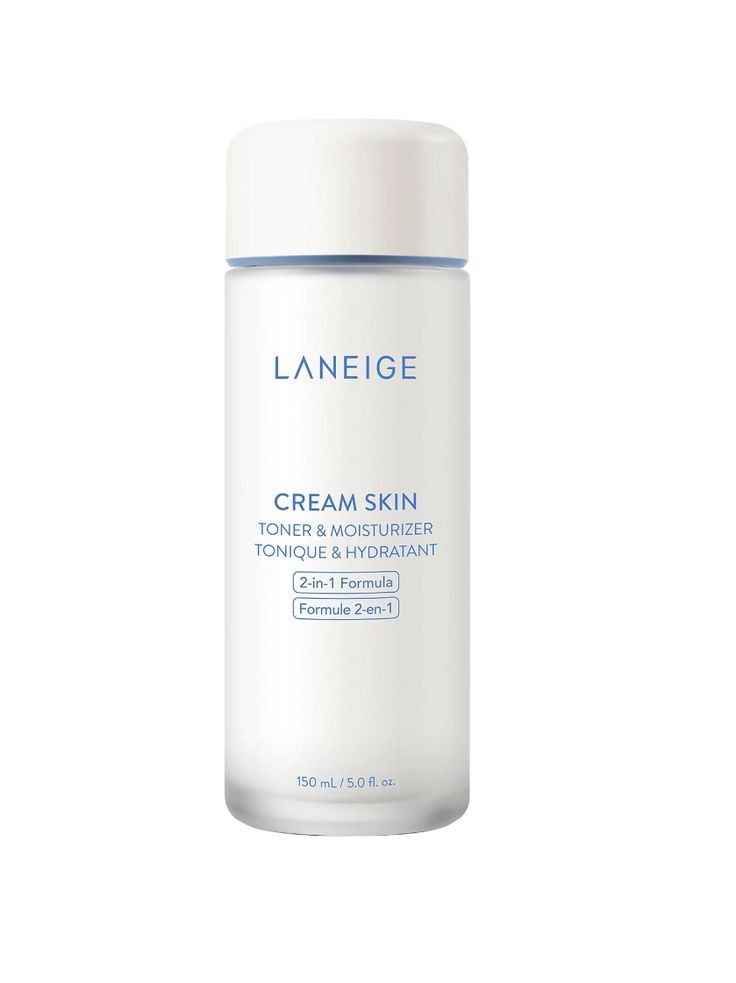 LANEIGE
CREAM SKIN
TONER & MOISTURIZER
TONIQUE & HYDRATANT
2-in-1 Formula
Formule 2-en-1
150 mL / 5.0 fl. oz.